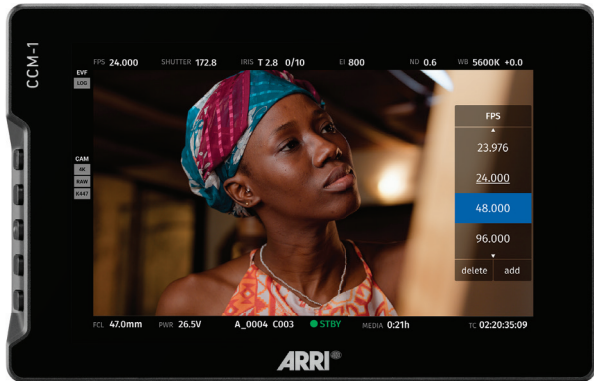 CCM-1
FPS 24.000 SHUTTER 172.8 IRIS T 2.8 0/10 EI 800 ND 0.6 WB 5600K +0.0
EVF
LOG
CAM
4K
RAW
K447
FPS
23.976
24.000
48.000
96.000
delete add
FCL 47.0mm PWR 26.5V A_0004 C003 STBY MEDIA 0:21h TC 02:20:35:09
ARRI